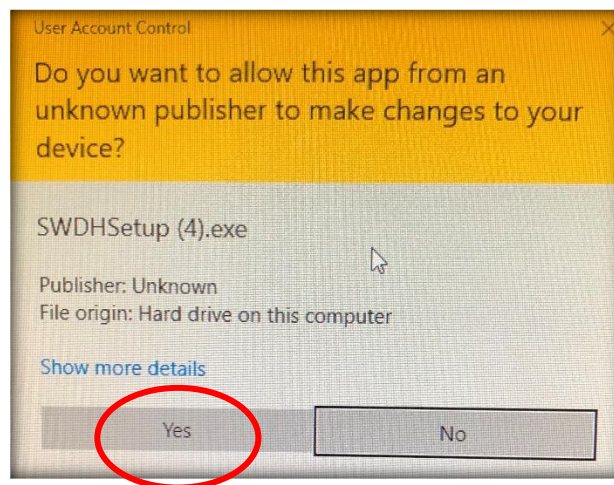 User Account Control
Do you want to allow this app from an
unknown publisher to make changes to your
device?
SWDHSetup (4).exe
Publisher: Unknown
File origin: Hard drive on this computer
Show more details
Yes
No